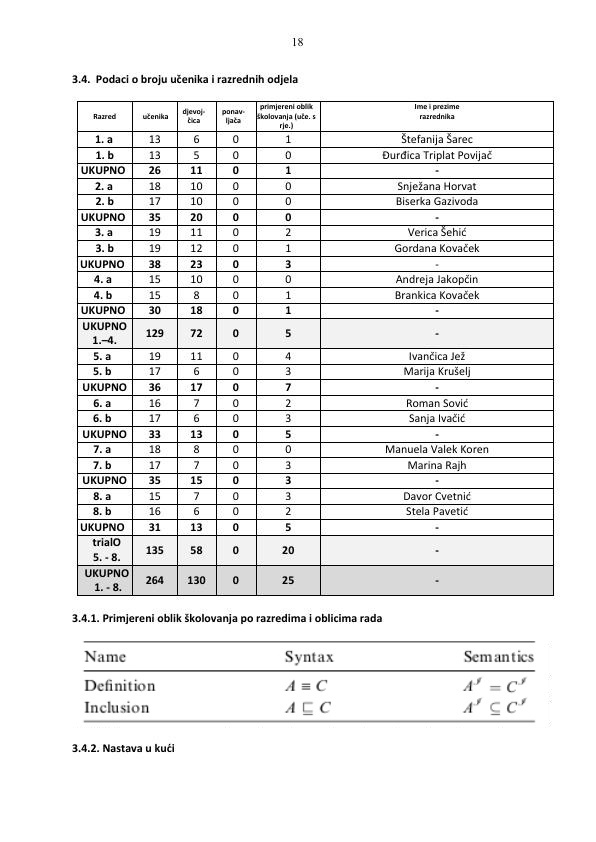 18
3.4. Podaci o broju učenika i razrednih odjela
Razred učenika djevoj-čica ponav-ljača primjereni oblik školovanja (uče. s rje.) Ime i prezime razrednika
1. a 13 6 0 1 Štefanija Šarec
1. b 13 5 0 0 Đurđica Triplat Povijač
UKUPNO 26 11 0 1 -
2. a 18 10 0 0 Snježana Horvat
2. b 17 10 0 0 Biserka Gazivoda
UKUPNO 35 20 0 0 -
3. a 19 11 0 2 Verica Šehić
3. b 19 12 0 1 Gordana Kovaček
UKUPNO 38 23 0 3 -
4. a 15 10 0 0 Andreja Jakopčin
4. b 15 8 0 1 Brankica Kovaček
UKUPNO 30 18 0 1 -
UKUPNO 1.–4. 129 72 0 5 -
5. a 19 11 0 4 Ivančica Jež
5. b 17 6 0 3 Marija Krušelj
UKUPNO 36 17 0 7 -
6. a 16 7 0 2 Roman Sović
6. b 17 6 0 3 Sanja Ivačić
UKUPNO 33 13 0 5 -
7. a 18 8 0 0 Manuela Valek Koren
7. b 17 7 0 3 Marina Rajh
UKUPNO 35 15 0 3 -
8. a 15 7 0 3 Davor Cvetnić
8. b 16 6 0 2 Stela Pavetić
UKUPNO 31 13 0 5 -
trialO 5. - 8. 135 58 0 20 -
UKUPNO 1. - 8. 264 130 0 25 -
3.4.1. Primjereni oblik školovanja po razredima i oblicima rada
Name Syntax Semantics
Definition A ≡ C A^ℐ = C^ℐ
Inclusion A ⊑ C A^ℐ ⊆ C^ℐ
3.4.2. Nastava u kući